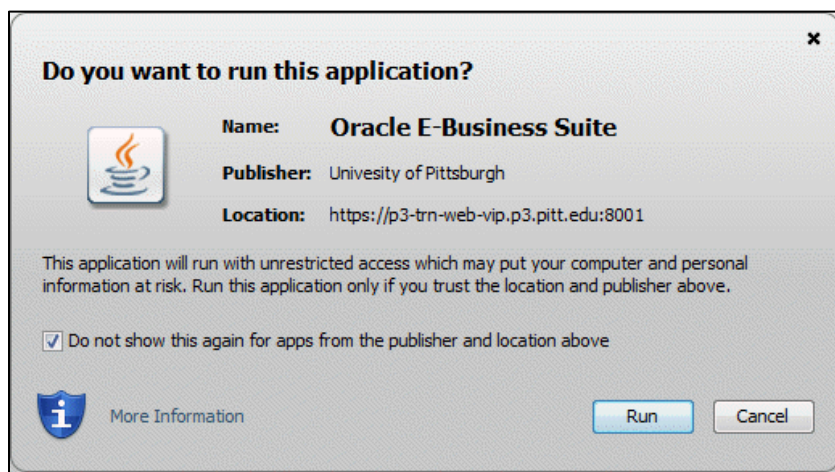 Do you want to run this application?
Name: Oracle E-Business Suite
Publisher: Univesity of Pittsburgh
Location: https://p3-trn-web-vip.p3.pitt.edu:8001
This application will run with unrestricted access which may put your computer and personal
information at risk. Run this application only if you trust the location and publisher above.
Do not show this again for apps from the publisher and location above
More Information
Run Cancel